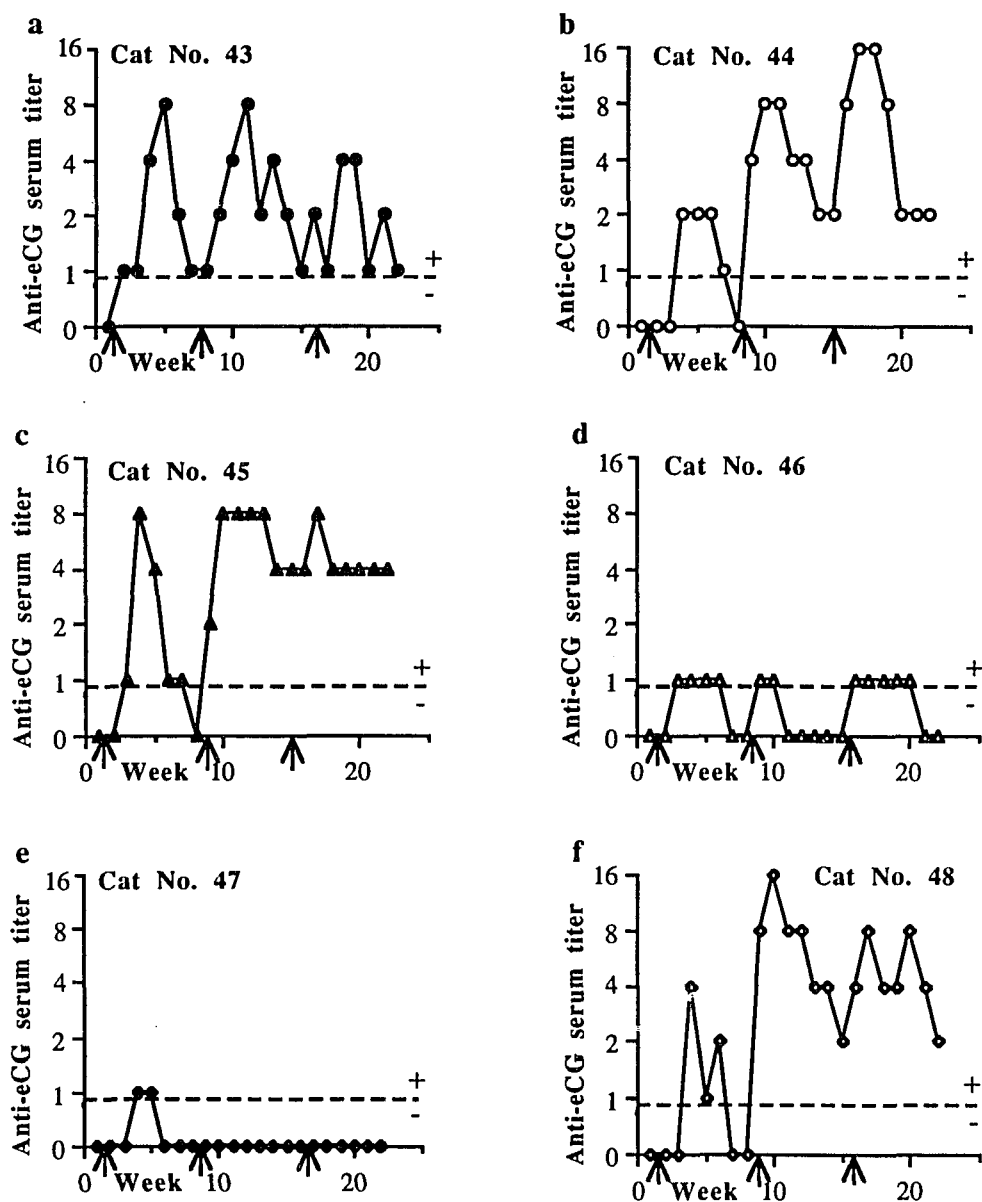 a
Cat No. 43
Anti-eCG serum titer
16
8
4
2
1
0
+
-
0 Week 10 20
b
Cat No. 44
Anti-eCG serum titer
16
8
4
2
1
0
+
-
0 Week 10 20
c
Cat No. 45
Anti-eCG serum titer
16
8
4
2
1
0
+
-
0 Week 10 20
d
Cat No. 46
Anti-eCG serum titer
16
8
4
2
1
0
+
-
0 Week 10 20
e
Cat No. 47
Anti-eCG serum titer
16
8
4
2
1
0
+
-
0 Week 10 20
f
Cat No. 48
Anti-eCG serum titer
16
8
4
2
1
0
+
-
0 Week 10 20